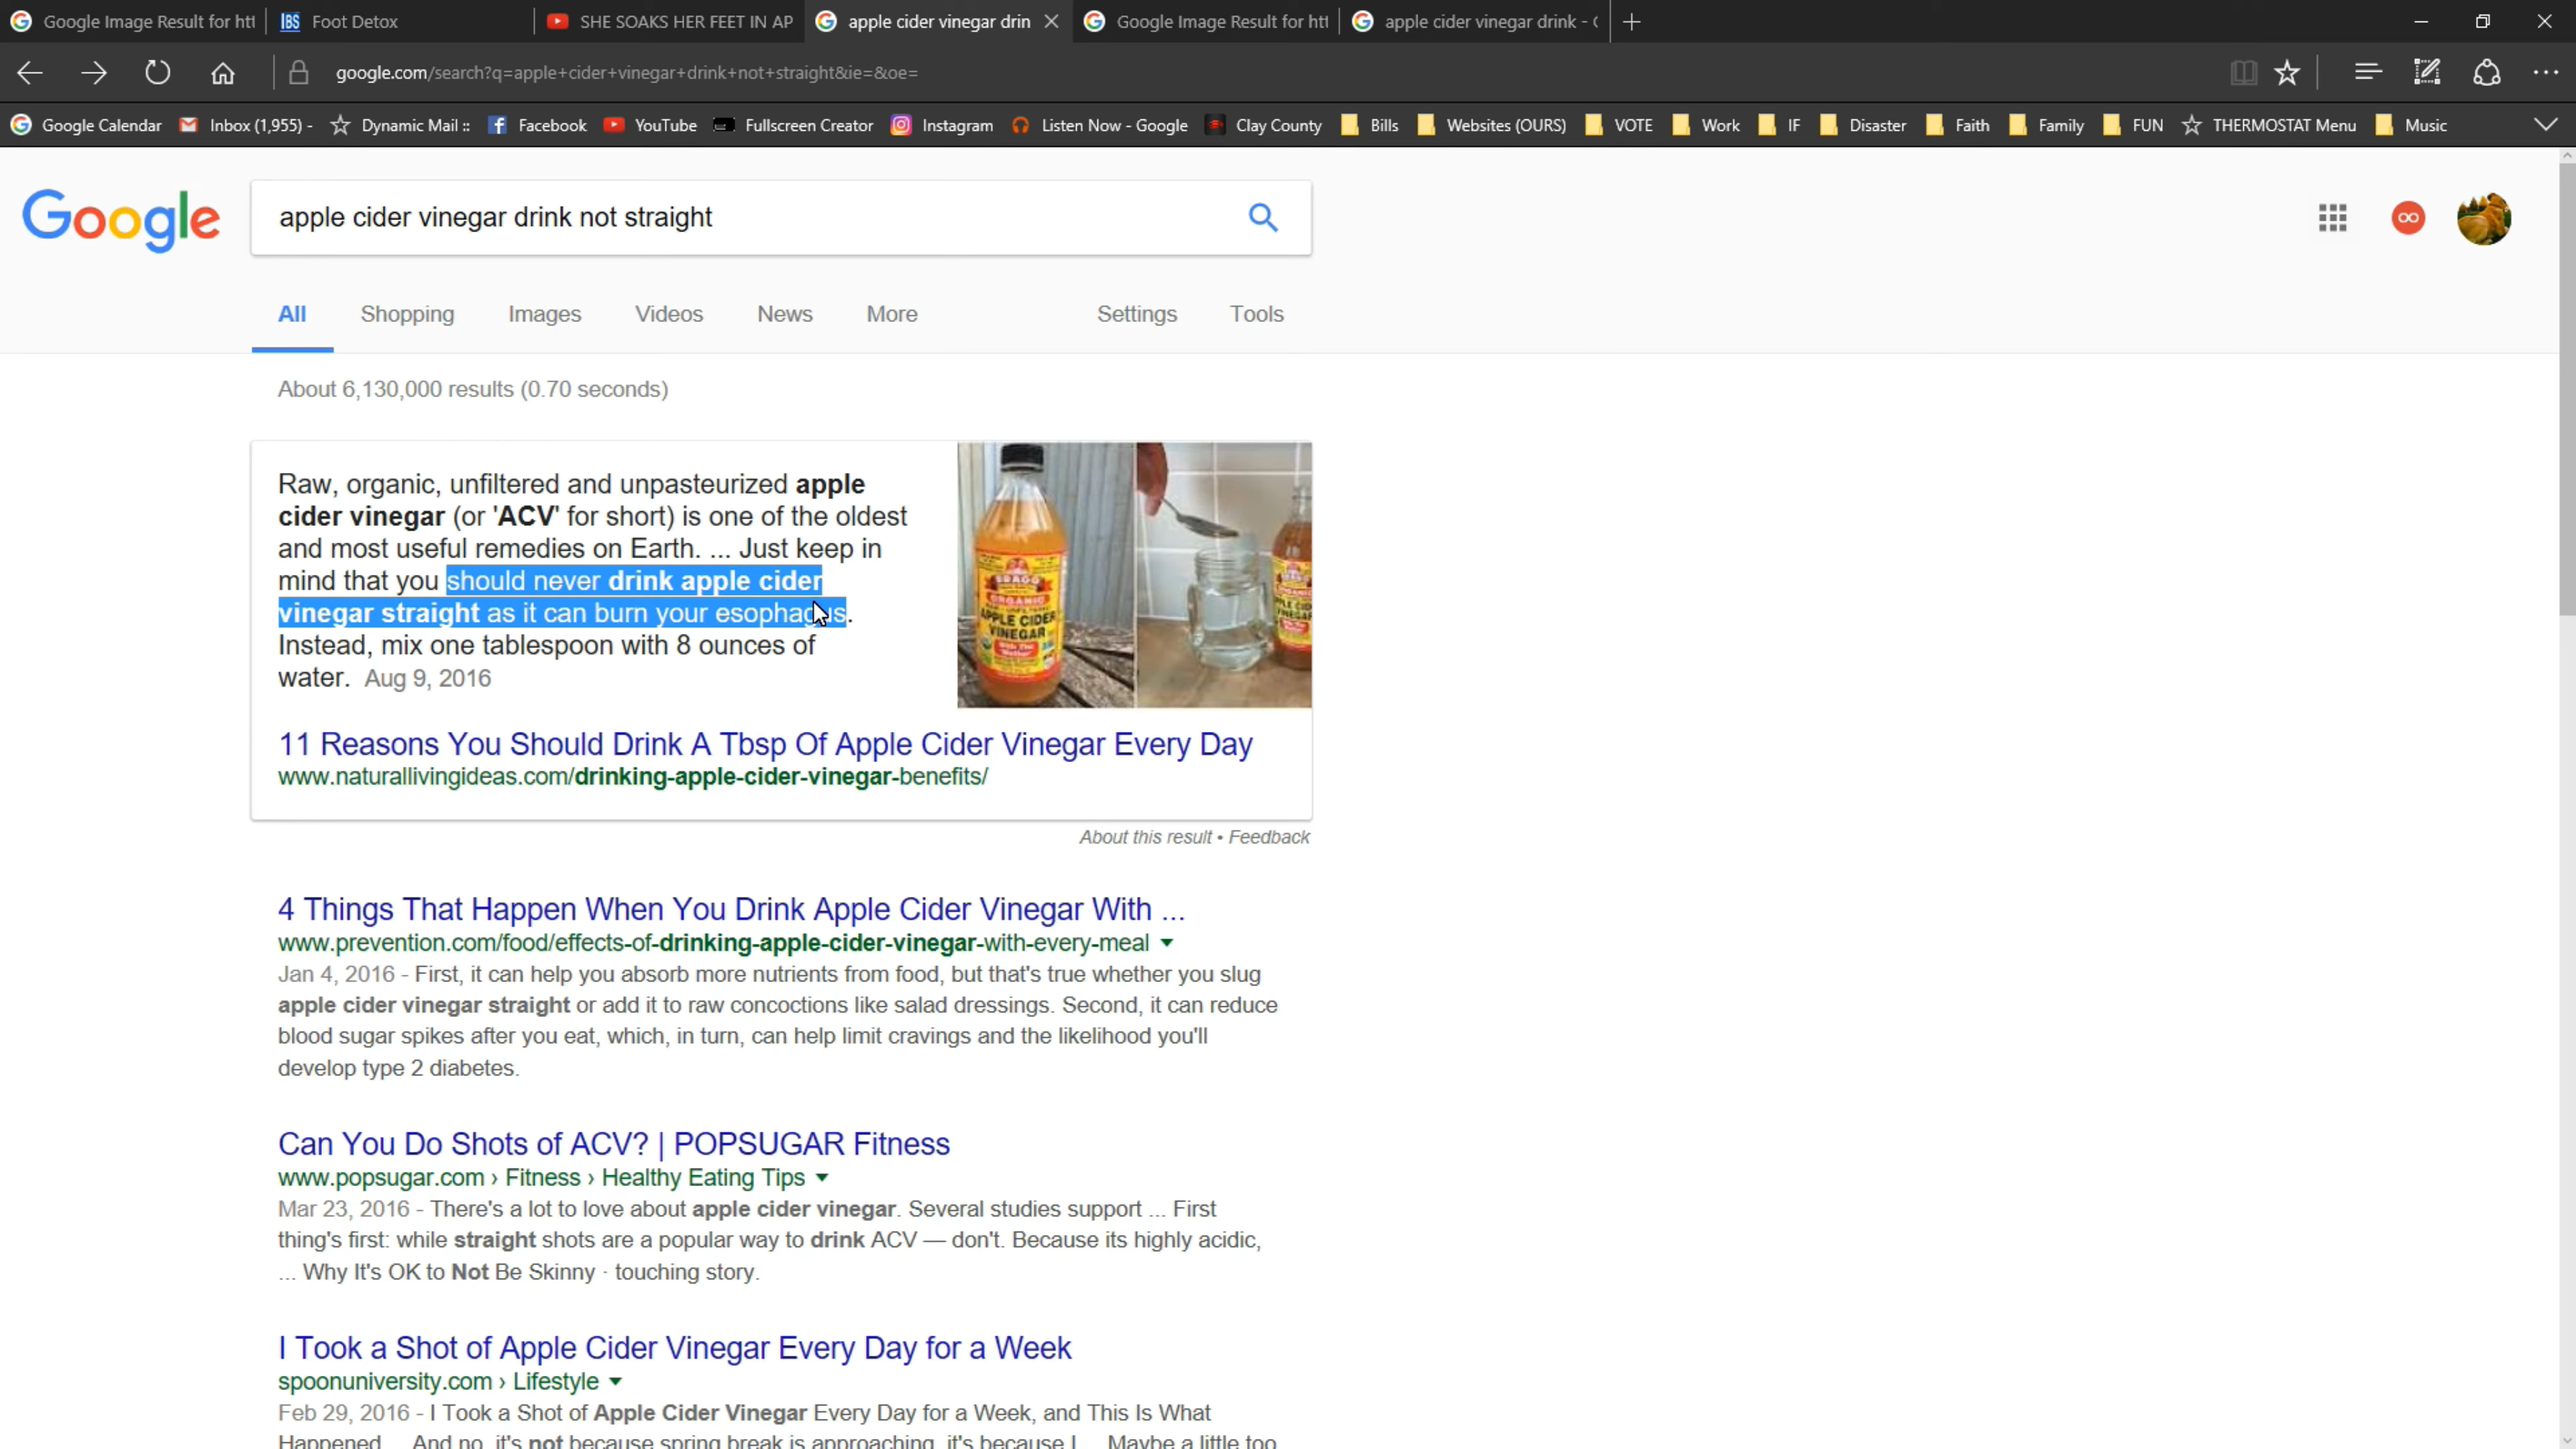 Google Image Result for htt
Foot Detox
SHE SOAKS HER FEET IN AP
apple cider vinegar drin
Google Image Result for htt
apple cider vinegar drink - G
google.com/search?q=apple+cider+vinegar+drink+not+straight&ie=&oe=
Google Calendar
Inbox (1,955) -
Dynamic Mail ::
Facebook
YouTube
Fullscreen Creator
Instagram
Listen Now - Google
Clay County
Bills
Websites (OURS)
VOTE
Work
IF
Disaster
Faith
Family
FUN
THERMOSTAT Menu
Music
Google
apple cider vinegar drink not straight
All
Shopping
Images
Videos
News
More
Settings
Tools
About 6,130,000 results (0.70 seconds)
Raw, organic, unfiltered and unpasteurized apple
cider vinegar (or 'ACV' for short) is one of the oldest
and most useful remedies on Earth. ... Just keep in
mind that you should never drink apple cider
vinegar straight as it can burn your esophagus.
Instead, mix one tablespoon with 8 ounces of
water. Aug 9, 2016
BRAGG
ORGANIC
APPLE CIDER
VINEGAR
11 Reasons You Should Drink A Tbsp Of Apple Cider Vinegar Every Day
www.naturallivingideas.com/drinking-apple-cider-vinegar-benefits/
About this result • Feedback
4 Things That Happen When You Drink Apple Cider Vinegar With ...
www.prevention.com/food/effects-of-drinking-apple-cider-vinegar-with-every-meal
Jan 4, 2016 - First, it can help you absorb more nutrients from food, but that's true whether you slug
apple cider vinegar straight or add it to raw concoctions like salad dressings. Second, it can reduce
blood sugar spikes after you eat, which, in turn, can help limit cravings and the likelihood you'll
develop type 2 diabetes.
Can You Do Shots of ACV? | POPSUGAR Fitness
www.popsugar.com › Fitness › Healthy Eating Tips
Mar 23, 2016 - There's a lot to love about apple cider vinegar. Several studies support ... First
thing's first: while straight shots are a popular way to drink ACV — don't. Because its highly acidic,
... Why It's OK to Not Be Skinny · touching story.
I Took a Shot of Apple Cider Vinegar Every Day for a Week
spoonuniversity.com › Lifestyle
Feb 29, 2016 - I Took a Shot of Apple Cider Vinegar Every Day for a Week, and This Is What
Happened ... And no, it's not because spring break is approaching, it's because I ... Maybe a little too